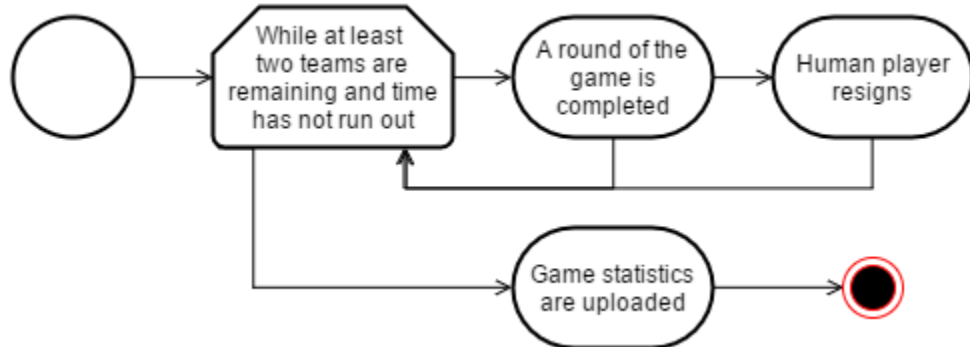 While at least
two teams are
remaining and time
has not run out
A round of the
game is
completed
Human player
resigns
Game statistics
are uploaded